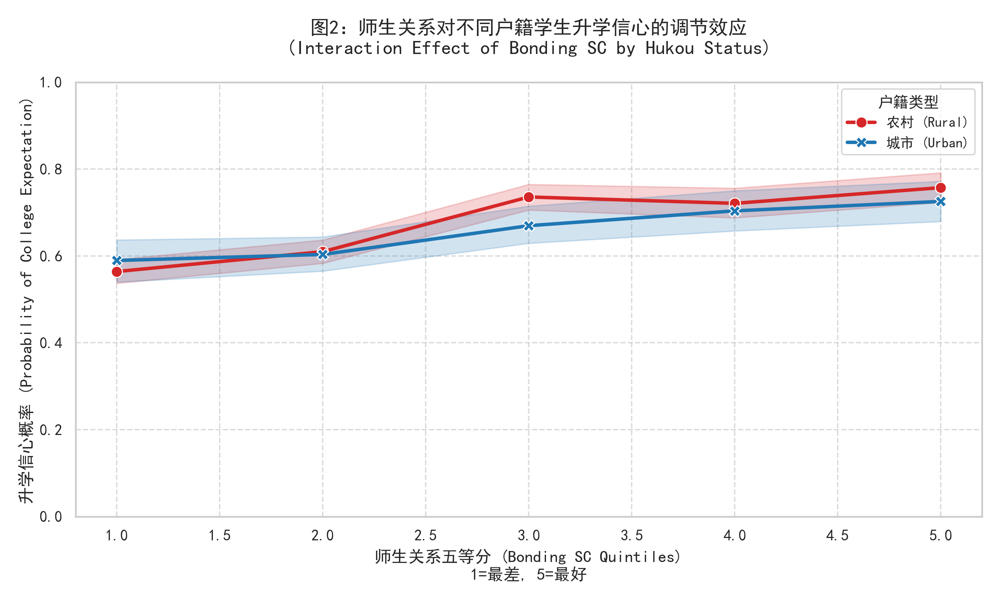 图2：师生关系对不同户籍学生升学信心的调节效应
(Interaction Effect of Bonding SC by Hukou Status)
升学信心概率 (Probability of College Expectation)
1.0
0.8
0.6
0.4
0.2
0.0
户籍类型
农村 (Rural)
城市 (Urban)
1.0 1.5 2.0 2.5 3.0 3.5 4.0 4.5 5.0
师生关系五等分 (Bonding SC Quintiles)
1=最差, 5=最好